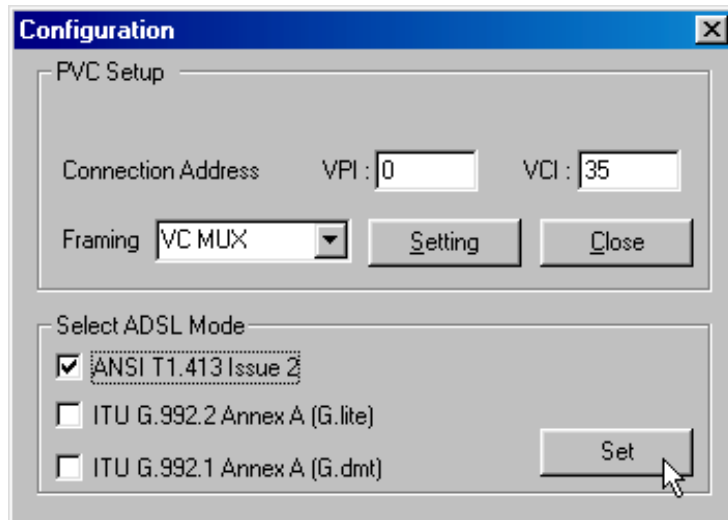 Configuration
PVC Setup
Connection Address VPI : 0 VCI : 35
Framing VC MUX Setting Close
Select ADSL Mode
ANSI T1.413 Issue 2
ITU G.992.2 Annex A (G.lite)
ITU G.992.1 Annex A (G.dmt)
Set